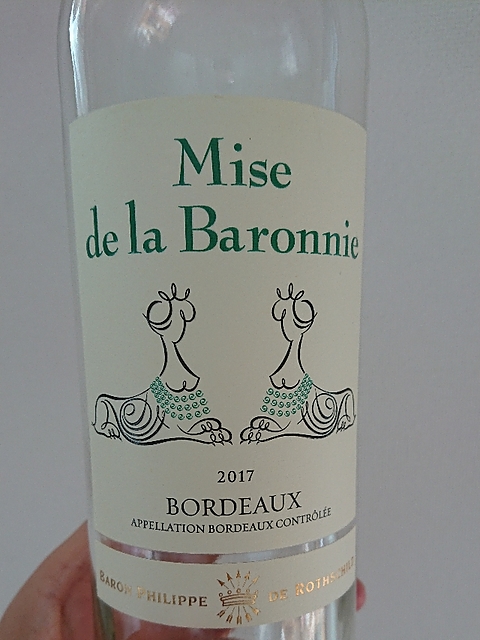 Mise
de la Baronnie
2017
BORDEAUX
APPELLATION BORDEAUX CONTRÔLÉE
BARON PHILIPPE DE ROTHSCHILD